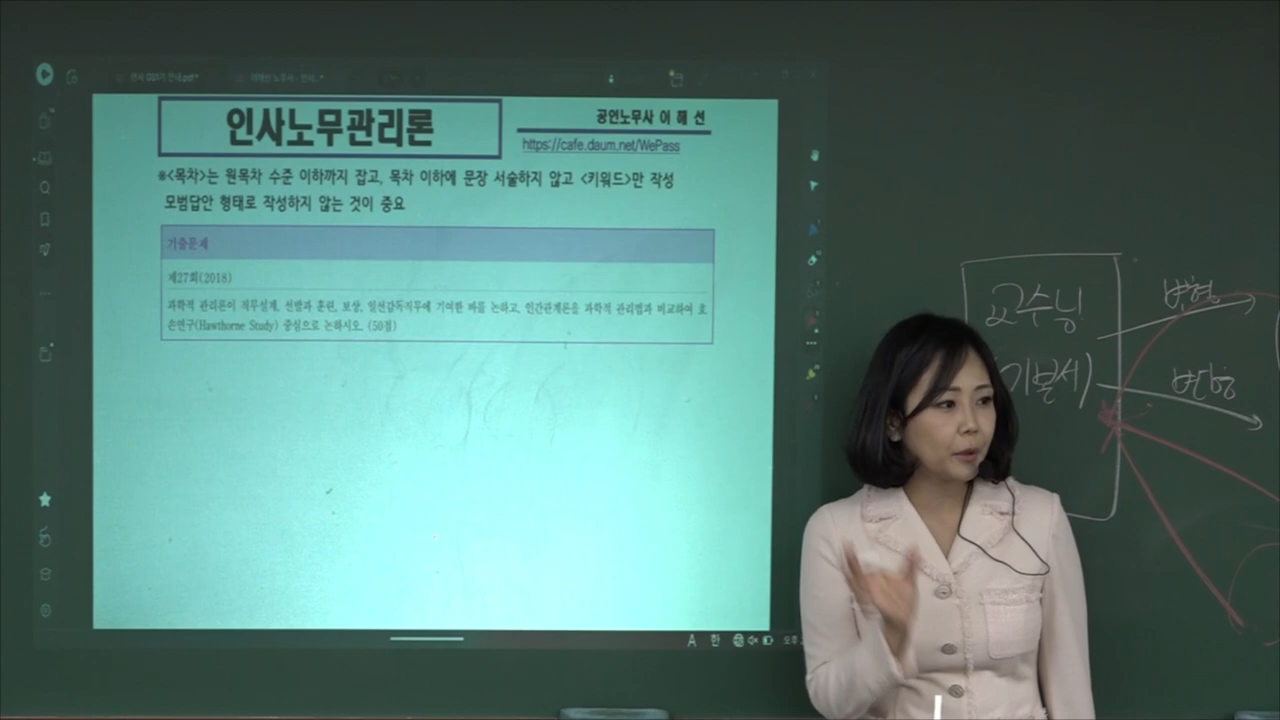 인사노무관리론
공인노무사 이 해 선
https://cafe.daum.net/WePass
※<목차>는 원목차 수준 이하까지 잡고, 목차 이하에 문장 서술하지 않고 <키워드>만 작성
모범답안 형태로 작성하지 않는 것이 중요
기출문제
제27회(2018)
과학적 관리론이 직무설계, 선발과 훈련, 보상, 일선감독직무에 기여한 바를 논하고, 인간관계론을 과학적 관리법과 비교하여 호
손연구(Hawthorne Study) 중심으로 논하시오. (50점)
A 한
오후
교수님
(기본서)
변형
변형